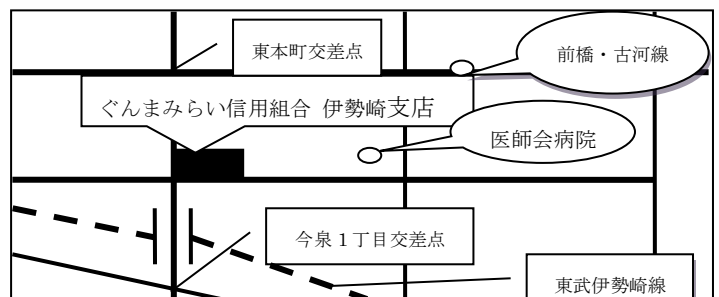 東本町交差点
前橋・古河線
ぐんまみらい信用組合 伊勢崎支店
医師会病院
今泉１丁目交差点
東武伊勢崎線